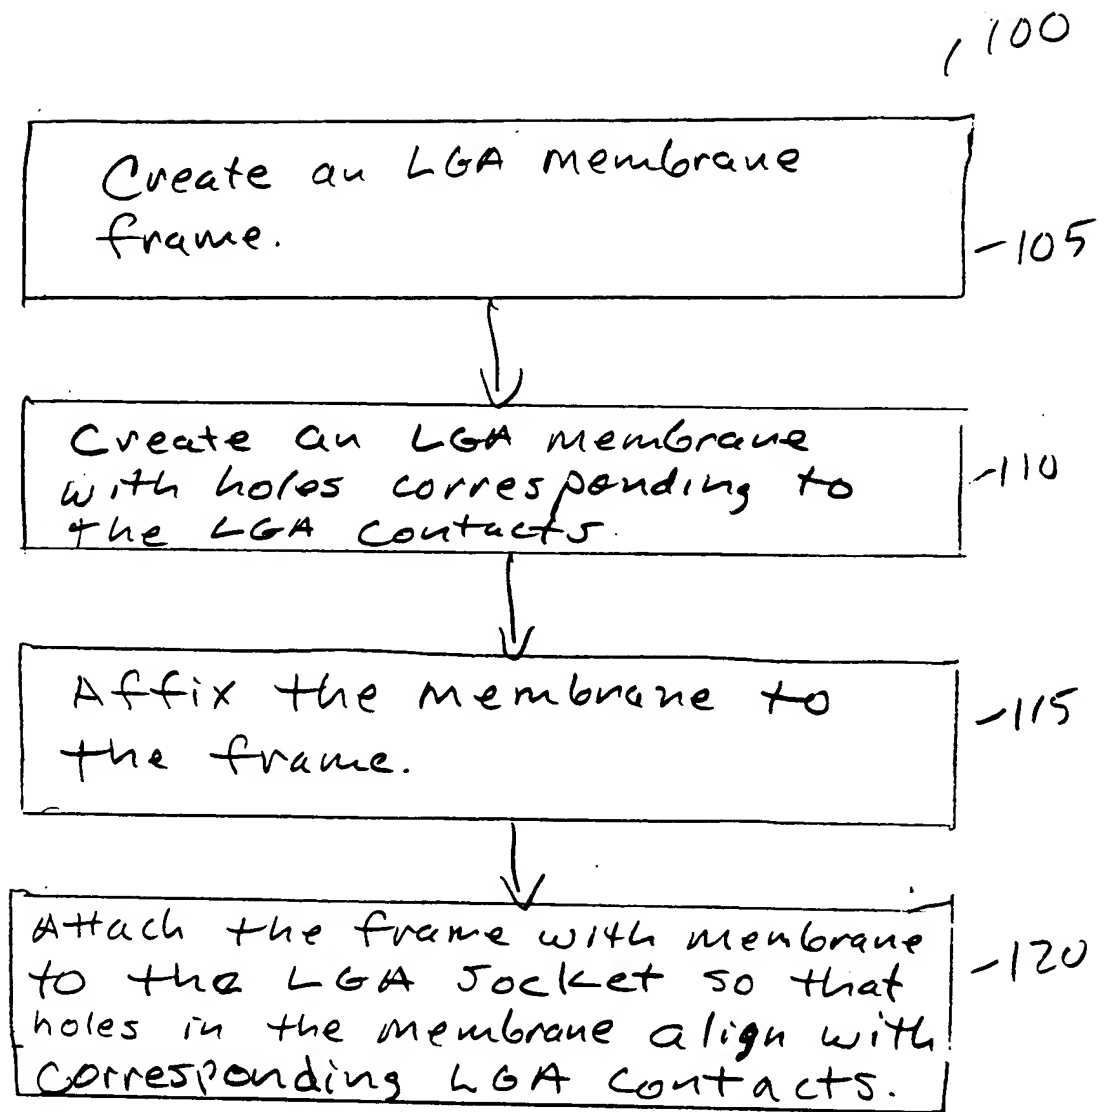 100
Create an LGA membrane
frame.
105
Create an LGA membrane
with holes corresponding to
the LGA contacts.
110
Affix the membrane to
the frame.
115
Attach the frame with membrane
to the LGA socket so that
holes in the membrane align with
corresponding LGA contacts.
120